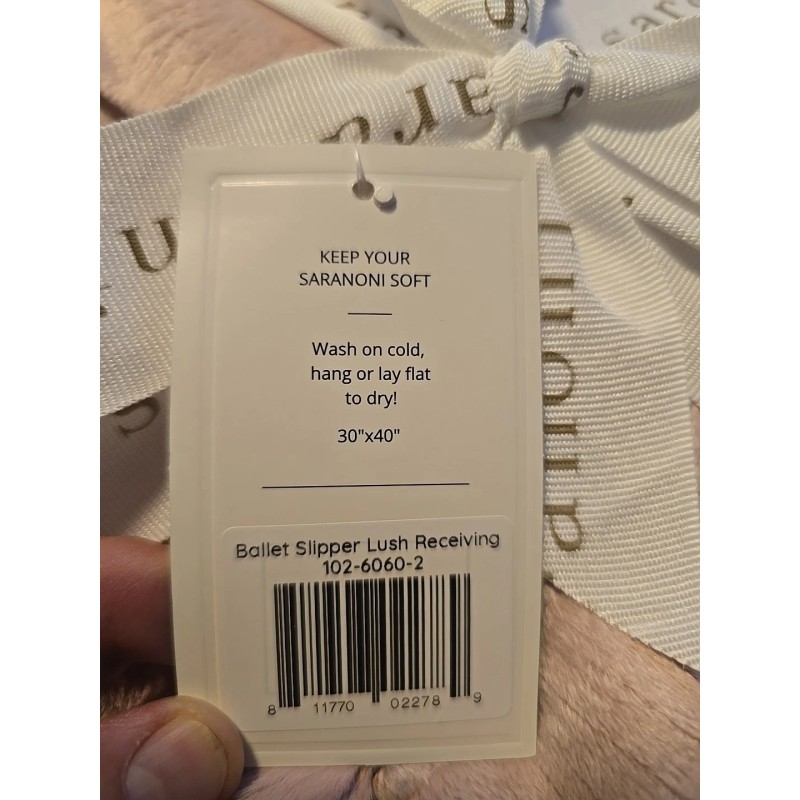 saro
KEEP YOUR
SARANONI SOFT
Wash on cold,
hang or lay flat
to dry!
30"x40"
Ballet Slipper Lush Receiving
102-6060-2
8 11770 02278 9